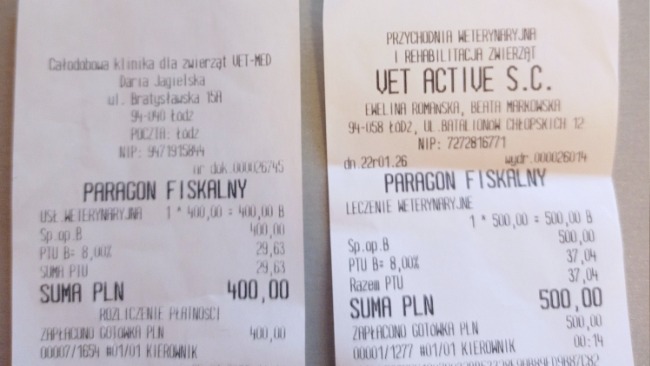 Całodobowa klinika dla zwierząt VET-MED
Daria Jagielska
ul. Bratysławska 15A
94-040 Łódź
POCZTA: Łódź
NIP: 9471915844
nr dok.000026745
PARAGON FISKALNY
USŁ.WETERYNARYJNA 1 * 400,00 = 400,00 B
400,00
Sp.op.B
PTU B= 8,00% 29,63
SUMA PTU 29,63
SUMA PLN 400,00
ROZLICZENIE PŁATNOŚCI
ZAPŁACONO GOTÓWKA PLN 400,00
00007/1654 #01/01 KIEROWNIK
PRZYCHODNIA WETERYNARYJNA
I REHABILITACJA ZWIERZĄT
VET ACTIVE S.C.
EWELINA ROMAŃSKA, BEATA MARKOWSKA
94-058 ŁÓDŹ, UL.BATALIONÓW CHŁOPSKICH 12
NIP: 7272816771
dn.22r01.26 wydr.000026014
PARAGON FISKALNY
LECZENIE WETERYNARYJNE
1 * 500,00 = 500,00 B
Sp.op.B 500,00
PTU B= 8,00% 37,04
Razem PTU 37,04
SUMA PLN 500,00
ZAPŁACONO GOTÓWKA PLN 500,00
00001/1277 #01/01 KIEROWNIK 00:14